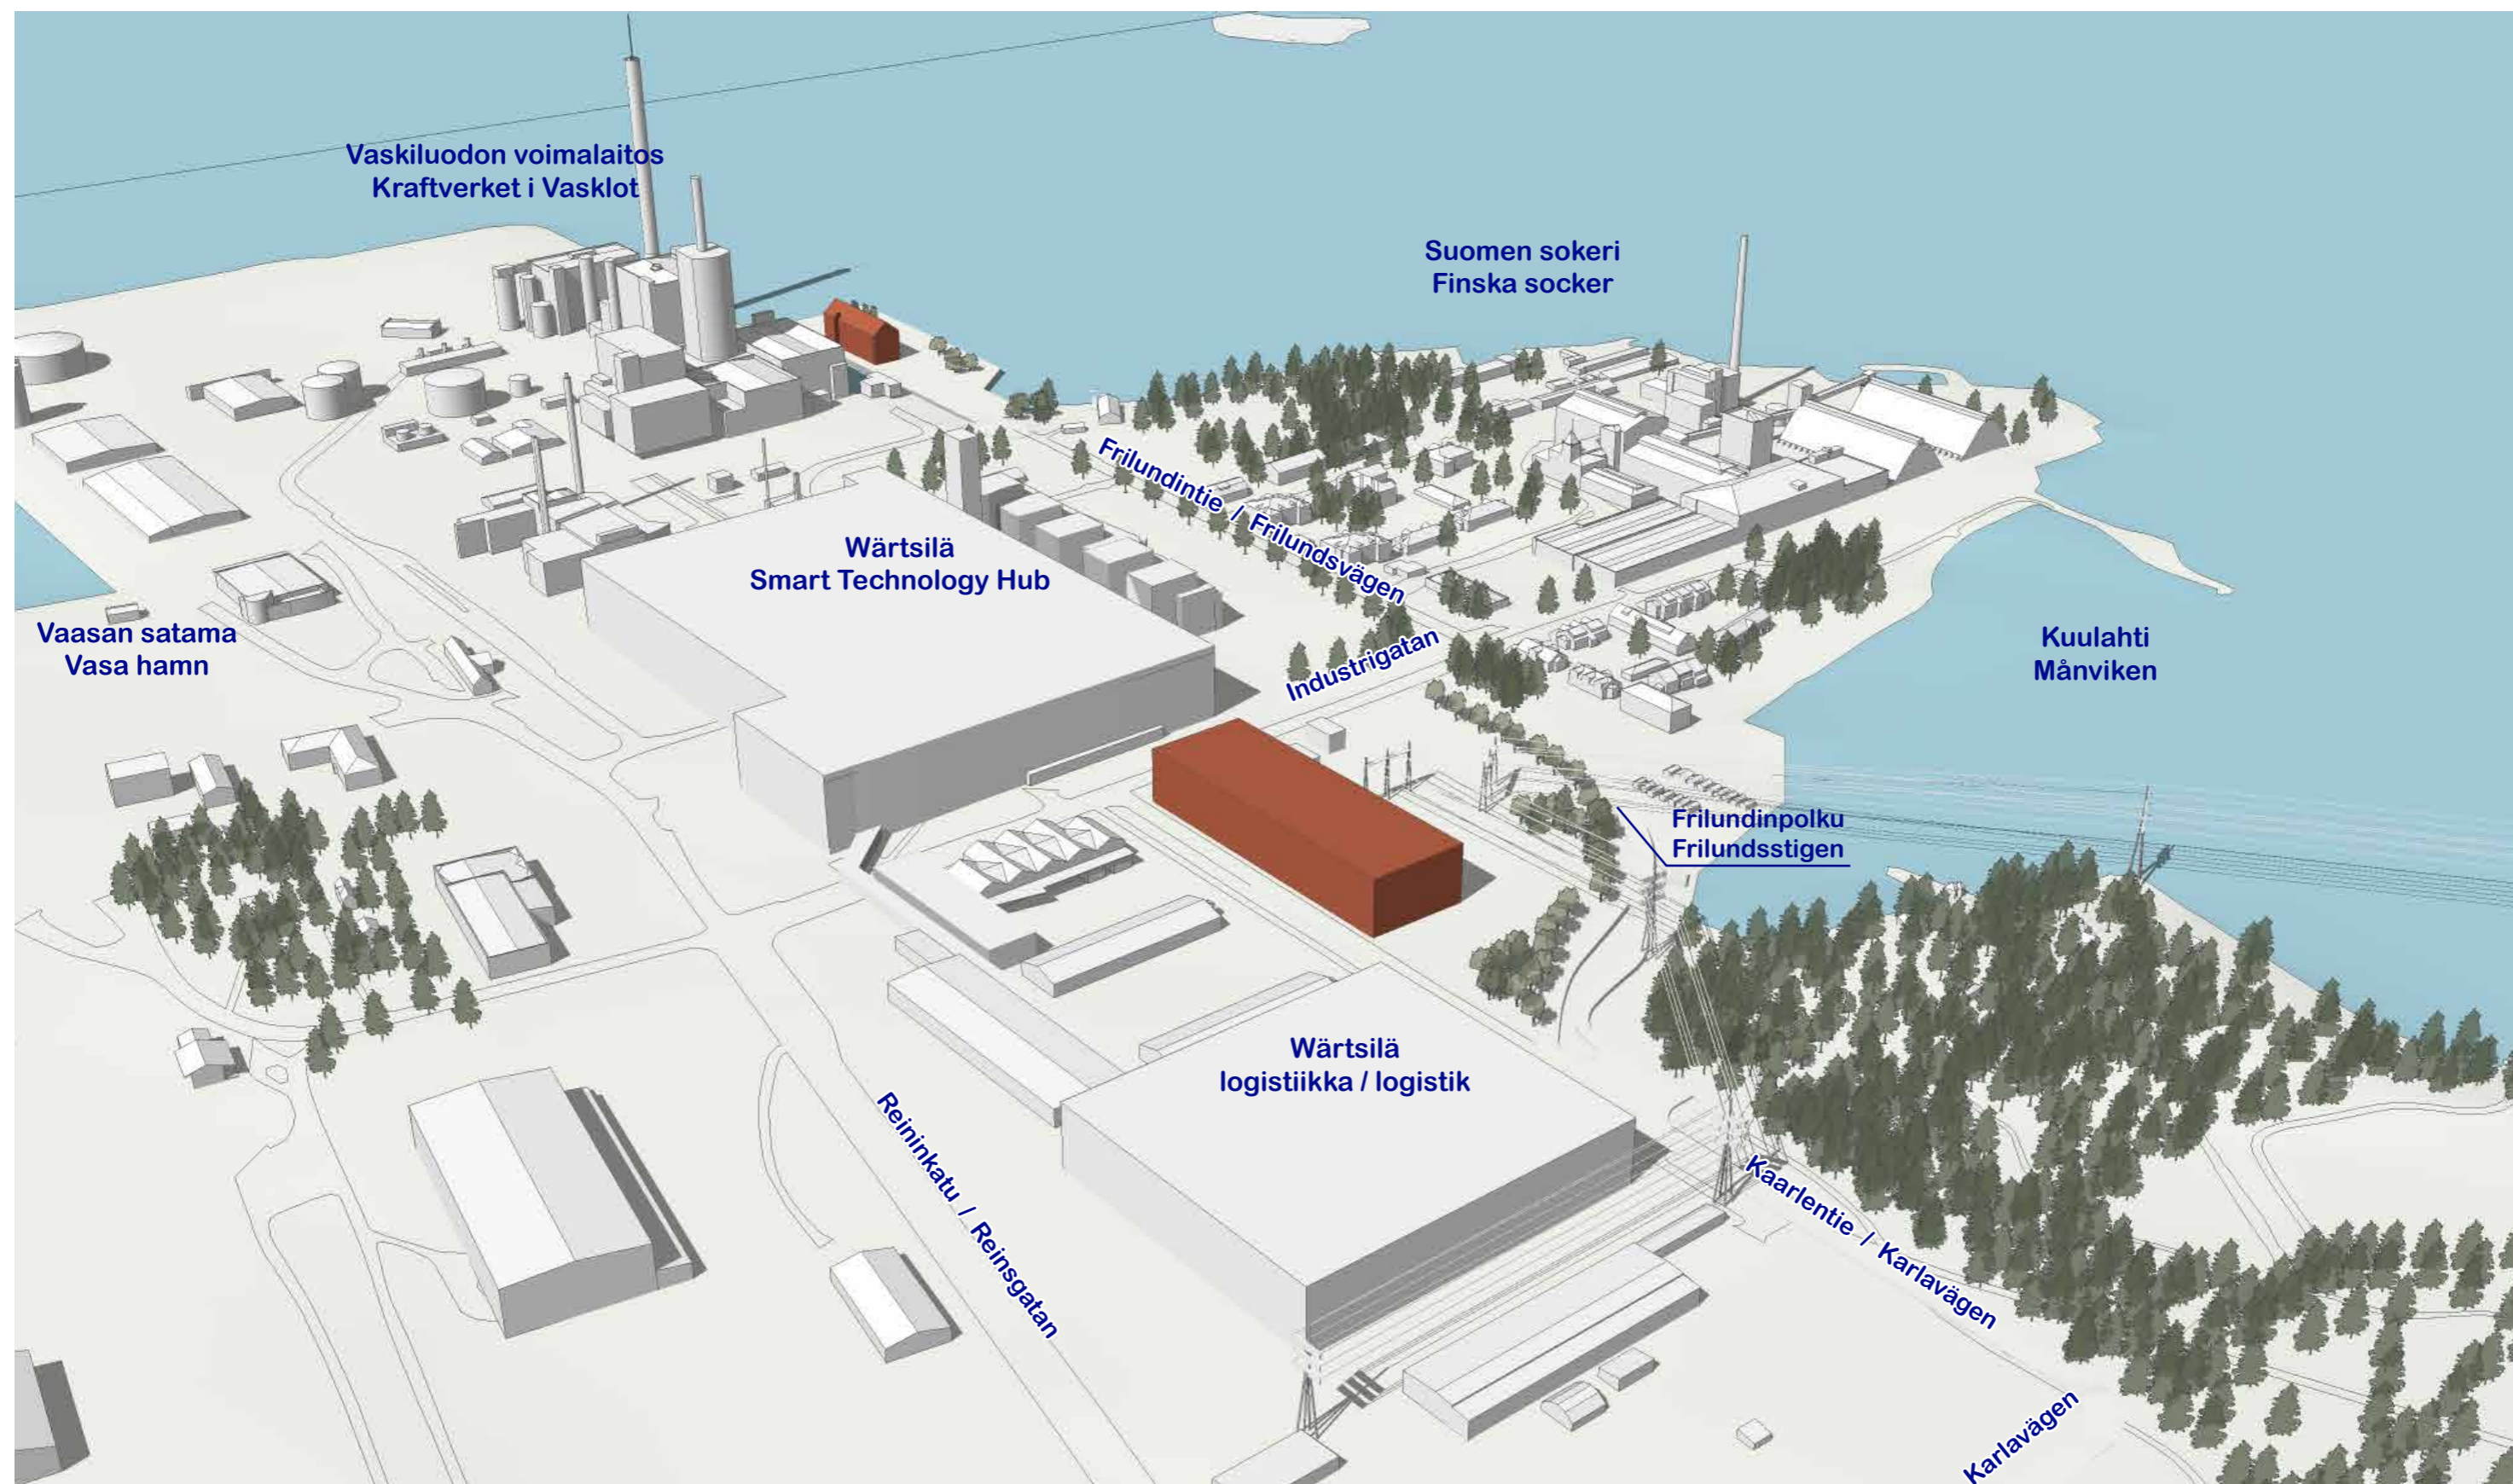 Vaskiluodon voimalaitos
Kraftverket i Vasklot
Suomen sokeri
Finska socker
Frilundintie / Frilundsvägen
Wärtsilä
Smart Technology Hub
Vaasan satama
Vasa hamn
Industrigatan
Kuulahti
Månviken
Frilundinpolku
Frilundsstigen
Wärtsilä
logistiikka / logistik
Reininkatu / Reinsgatan
Kaarlentie / Karlavägen
Karlavägen